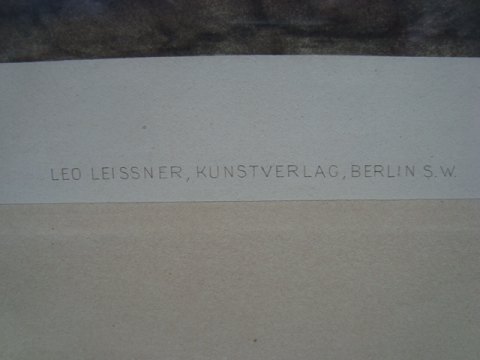 LEO LEISSNER, KUNSTVERLAG, BERLIN S.W.